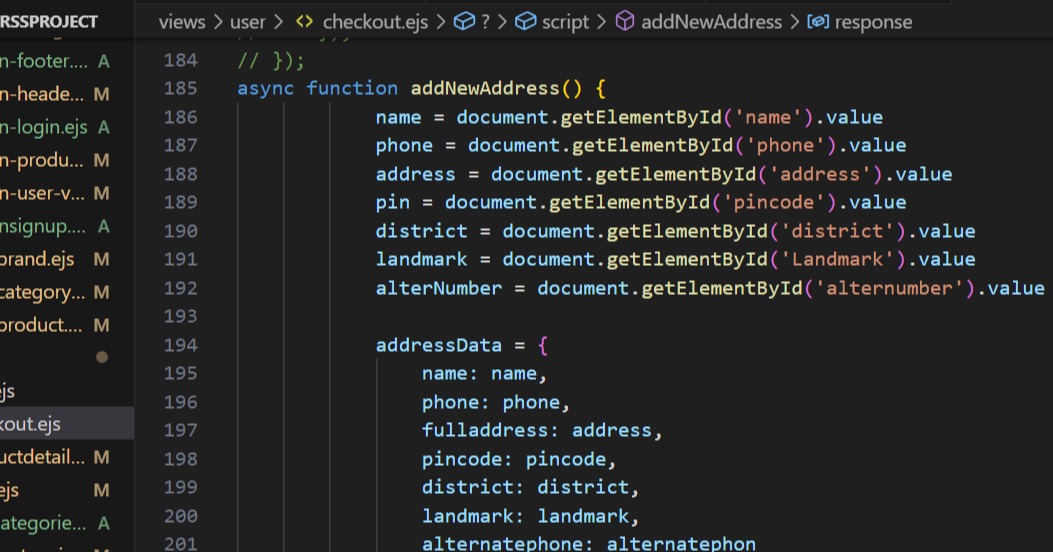 RSSPROJECT
n-footer.... A
n-heade... M
n-login.ejs A
n-produ... M
n-user-v... M
nsignup.... A
brand.ejs M
category... M
product.... M
ejs
kout.ejs
uctdetail... M
ejs M
ategorie... A
views > user > <> checkout.ejs > ? > script > addNewAddress > response
184 // });
185 async function addNewAddress() {
186 name = document.getElementById('name').value
187 phone = document.getElementById('phone').value
188 address = document.getElementById('address').value
189 pin = document.getElementById('pincode').value
190 district = document.getElementById('district').value
191 landmark = document.getElementById('Landmark').value
192 alterNumber = document.getElementById('alternumber').value
193
194 addressData = {
195 name: name,
196 phone: phone,
197 fulladdress: address,
198 pincode: pincode,
199 district: district,
200 landmark: landmark,
201 alternatephone: alternatephon